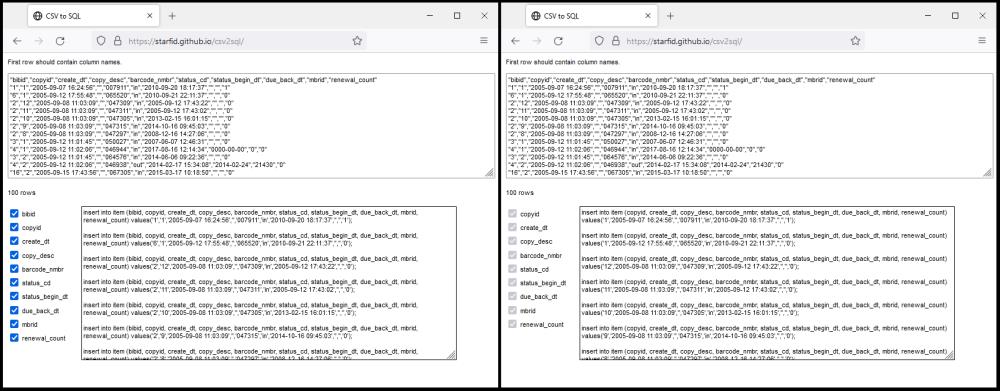 CSV to SQL
https://starfid.github.io/csv2sql/
First row should contain column names.
"bibid","copyid","create_dt","copy_desc","barcode_nmbr","status_cd","status_begin_dt","due_back_dt","mbrid","renewal_count"
"1","1","2005-09-07 16:24:56","","007911","in","2010-09-20 18:17:37","","","1"
"6","1","2005-09-12 17:55:48","","065520","in","2010-09-21 22:11:37","","","0"
"2","12","2005-09-08 11:03:09","","047309","in","2005-09-12 17:43:22","","","0"
"2","11","2005-09-08 11:03:09","","047311","in","2005-09-12 17:43:02","","","0"
"2","10","2005-09-08 11:03:09","","047305","in","2013-02-15 16:01:15","","","0"
"2","9","2005-09-08 11:03:09","","047315","in","2014-10-16 09:45:03","","","0"
"2","8","2005-09-08 11:03:09","","047297","in","2008-12-16 14:27:06","","","0"
"3","1","2005-09-12 11:01:45","","050027","in","2007-06-07 12:46:31","","","0"
"4","1","2005-09-12 11:02:06","","046944","in","2017-08-16 12:14:34","0000-00-00","0","0"
"3","2","2005-09-12 11:01:45","","064576","in","2014-06-06 09:22:36","","","0"
"4","2","2005-09-12 11:02:06","","046938","out","2014-02-17 15:34:08","2014-02-24","21430","0"
"16","2","2005-09-15 17:43:56","","067305","in","2015-03-17 10:18:50","","","0"
100 rows
bibid
copyid
create_dt
copy_desc
barcode_nmbr
status_cd
status_begin_dt
due_back_dt
mbrid
renewal_count
insert into item (bibid, copyid, create_dt, copy_desc, barcode_nmbr, status_cd, status_begin_dt, due_back_dt, mbrid,
renewal_count) values('1','1','2005-09-07 16:24:56','','007911','in','2010-09-20 18:17:37','','','1');
insert into item (bibid, copyid, create_dt, copy_desc, barcode_nmbr, status_cd, status_begin_dt, due_back_dt, mbrid,
renewal_count) values('6','1','2005-09-12 17:55:48','','065520','in','2010-09-21 22:11:37','','','0');
insert into item (bibid, copyid, create_dt, copy_desc, barcode_nmbr, status_cd, status_begin_dt, due_back_dt, mbrid,
renewal_count) values('2','12','2005-09-08 11:03:09','','047309','in','2005-09-12 17:43:22','','','0');
insert into item (bibid, copyid, create_dt, copy_desc, barcode_nmbr, status_cd, status_begin_dt, due_back_dt, mbrid,
renewal_count) values('2','11','2005-09-08 11:03:09','','047311','in','2005-09-12 17:43:02','','','0');
insert into item (bibid, copyid, create_dt, copy_desc, barcode_nmbr, status_cd, status_begin_dt, due_back_dt, mbrid,
renewal_count) values('2','10','2005-09-08 11:03:09','','047305','in','2013-02-15 16:01:15','','','0');
insert into item (bibid, copyid, create_dt, copy_desc, barcode_nmbr, status_cd, status_begin_dt, due_back_dt, mbrid,
renewal_count) values('2','9','2005-09-08 11:03:09','','047315','in','2014-10-16 09:45:03','','','0');
insert into item (bibid, copyid, create_dt, copy_desc, barcode_nmbr, status_cd, status_begin_dt, due_back_dt, mbrid,
CSV to SQL
https://starfid.github.io/csv2sql/
First row should contain column names.
"bibid","copyid","create_dt","copy_desc","barcode_nmbr","status_cd","status_begin_dt","due_back_dt","mbrid","renewal_count"
"1","1","2005-09-07 16:24:56","","007911","in","2010-09-20 18:17:37","","","1"
"6","1","2005-09-12 17:55:48","","065520","in","2010-09-21 22:11:37","","","0"
"2","12","2005-09-08 11:03:09","","047309","in","2005-09-12 17:43:22","","","0"
"2","11","2005-09-08 11:03:09","","047311","in","2005-09-12 17:43:02","","","0"
"2","10","2005-09-08 11:03:09","","047305","in","2013-02-15 16:01:15","","","0"
"2","9","2005-09-08 11:03:09","","047315","in","2014-10-16 09:45:03","","","0"
"2","8","2005-09-08 11:03:09","","047297","in","2008-12-16 14:27:06","","","0"
"3","1","2005-09-12 11:01:45","","050027","in","2007-06-07 12:46:31","","","0"
"4","1","2005-09-12 11:02:06","","046944","in","2017-08-16 12:14:34","0000-00-00","0","0"
"3","2","2005-09-12 11:01:45","","064576","in","2014-06-06 09:22:36","","","0"
"4","2","2005-09-12 11:02:06","","046938","out","2014-02-17 15:34:08","2014-02-24","21430","0"
"16","2","2005-09-15 17:43:56","","067305","in","2015-03-17 10:18:50","","","0"
100 rows
copyid
create_dt
copy_desc
barcode_nmbr
status_cd
status_begin_dt
due_back_dt
mbrid
renewal_count
insert into item (copyid, create_dt, copy_desc, barcode_nmbr, status_cd, status_begin_dt, due_back_dt, mbrid, renewal_count)
values('1','2005-09-07 16:24:56','','007911','in','2010-09-20 18:17:37','','','1');
insert into item (copyid, create_dt, copy_desc, barcode_nmbr, status_cd, status_begin_dt, due_back_dt, mbrid, renewal_count)
values('1','2005-09-12 17:55:48','','065520','in','2010-09-21 22:11:37','','','0');
insert into item (copyid, create_dt, copy_desc, barcode_nmbr, status_cd, status_begin_dt, due_back_dt, mbrid, renewal_count)
values('12','2005-09-08 11:03:09','','047309','in','2005-09-12 17:43:22','','','0');
insert into item (copyid, create_dt, copy_desc, barcode_nmbr, status_cd, status_begin_dt, due_back_dt, mbrid, renewal_count)
values('11','2005-09-08 11:03:09','','047311','in','2005-09-12 17:43:02','','','0');
insert into item (copyid, create_dt, copy_desc, barcode_nmbr, status_cd, status_begin_dt, due_back_dt, mbrid, renewal_count)
values('10','2005-09-08 11:03:09','','047305','in','2013-02-15 16:01:15','','','0');
insert into item (copyid, create_dt, copy_desc, barcode_nmbr, status_cd, status_begin_dt, due_back_dt, mbrid, renewal_count)
values('9','2005-09-08 11:03:09','','047315','in','2014-10-16 09:45:03','','','0');
insert into item (copyid, create_dt, copy_desc, barcode_nmbr, status_cd, status_begin_dt, due_back_dt, mbrid, renewal_count)